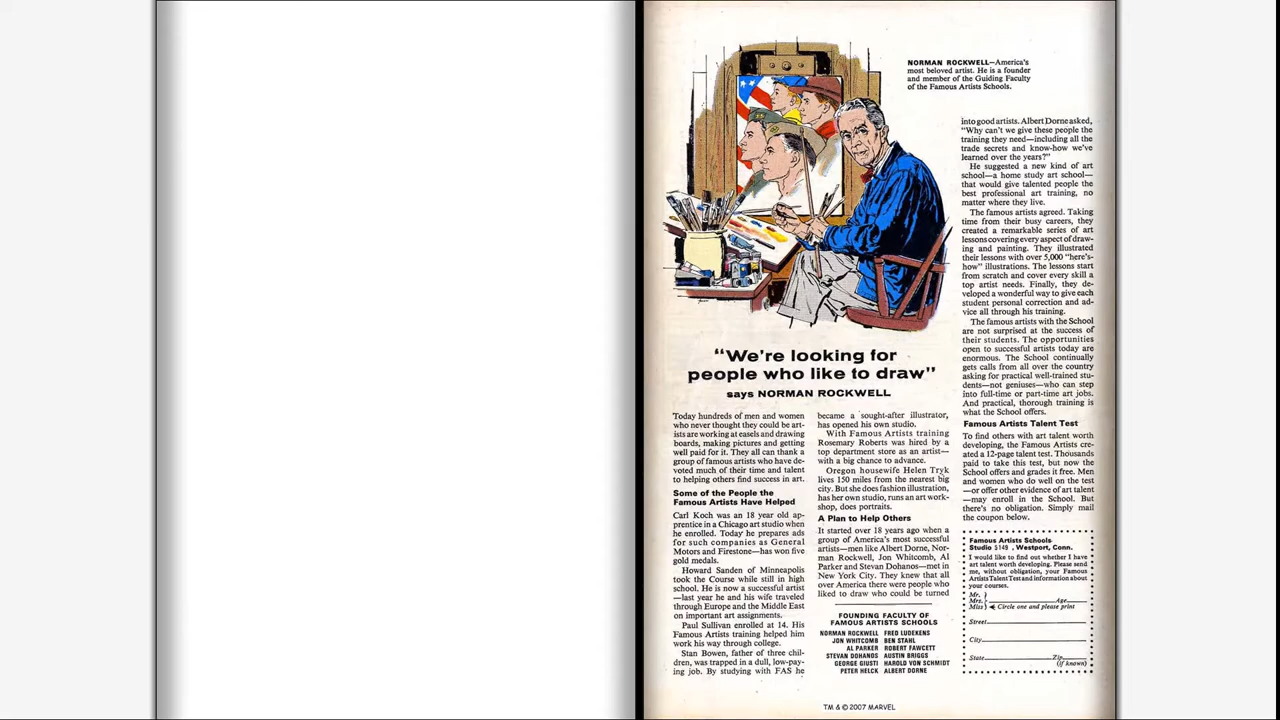 NORMAN ROCKWELL—America's
most beloved artist. He is a founder
and member of the Guiding Faculty
of the Famous Artists Schools.
"We're looking for
people who like to draw"
says NORMAN ROCKWELL
Today hundreds of men and women
who never thought they could be art-
ists are working at easels and drawing
boards, making pictures and getting
well paid for it. They all can thank a
group of famous artists who have de-
voted much of their time and talent
to helping others find success in art.
Some of the People the
Famous Artists Have Helped
Carl Koch was an 18 year old ap-
prentice in a Chicago art studio when
he enrolled. Today he prepares ads
for such companies as General
Motors and Firestone—has won five
gold medals.
Howard Sanden of Minneapolis
took the Course while still in high
school. He is now a successful artist
—last year he and his wife traveled
through Europe and the Middle East
on important art assignments.
Paul Sullivan enrolled at 14. His
Famous Artists training helped him
work his way through college.
Stan Bowen, father of three chil-
dren, was trapped in a dull, low-pay-
ing job. By studying with FAS he
became a sought-after illustrator,
has opened his own studio.
With Famous Artists training
Rosemary Roberts was hired by a
top department store as an artist—
with a big chance to advance.
Oregon housewife Helen Tryk
lives 150 miles from the nearest big
city. But she does fashion illustration,
has her own studio, runs an art work-
shop, does portraits.
A Plan to Help Others
It started over 18 years ago when a
group of America's most successful
artists—men like Albert Dorne, Nor-
man Rockwell, Jon Whitcomb, Al
Parker and Stevan Dohanos—met in
New York City. They knew that all
over America there were people who
liked to draw who could be turned
FOUNDING FACULTY OF
FAMOUS ARTISTS SCHOOLS
NORMAN ROCKWELL FRED LUDEKENS
JON WHITCOMB BEN STAHL
AL PARKER ROBERT FAWCETT
STEVAN DOHANOS AUSTIN BRIGGS
GEORGE GIUSTI HAROLD VON SCHMIDT
PETER HELCK ALBERT DORNE
into good artists. Albert Dorne asked,
"Why can't we give these people the
training they need—including all the
trade secrets and know-how we've
learned over the years?"
He suggested a new kind of art
school—a home study art school—
that would give talented people the
best professional art training, no
matter where they live.
The famous artists agreed. Taking
time from their busy careers, they
created a remarkable series of art
lessons covering every aspect of draw-
ing and painting. They illustrated
their lessons with over 5,000 "here's-
how" illustrations. The lessons start
from scratch and cover every skill a
top artist needs. Finally, they de-
veloped a wonderful way to give each
student personal correction and ad-
vice all through his training.
The famous artists with the School
are not surprised at the success of
their students. The opportunities
open to successful artists today are
enormous. The School continually
gets calls from all over the country
asking for practical well-trained stu-
dents—not geniuses—who can step
into full-time or part-time art jobs.
And practical, thorough training is
what the School offers.
Famous Artists Talent Test
To find others with art talent worth
developing, the Famous Artists cre-
ated a 12-page talent test. Thousands
paid to take this test, but now the
School offers and grades it free. Men
and women who do well on the test
—or offer other evidence of art talent
—may enroll in the School. But
there's no obligation. Simply mail
the coupon below.
Famous Artists Schools
Studio 5149 , Westport, Conn.
I would like to find out whether I have
art talent worth developing. Please send
me, without obligation, your Famous
Artists Talent Test and information about
your courses.
Mr.
Mrs. Age
Miss Circle one and please print
Street
City
State Zip
(if known)
TM & © 2007 MARVEL